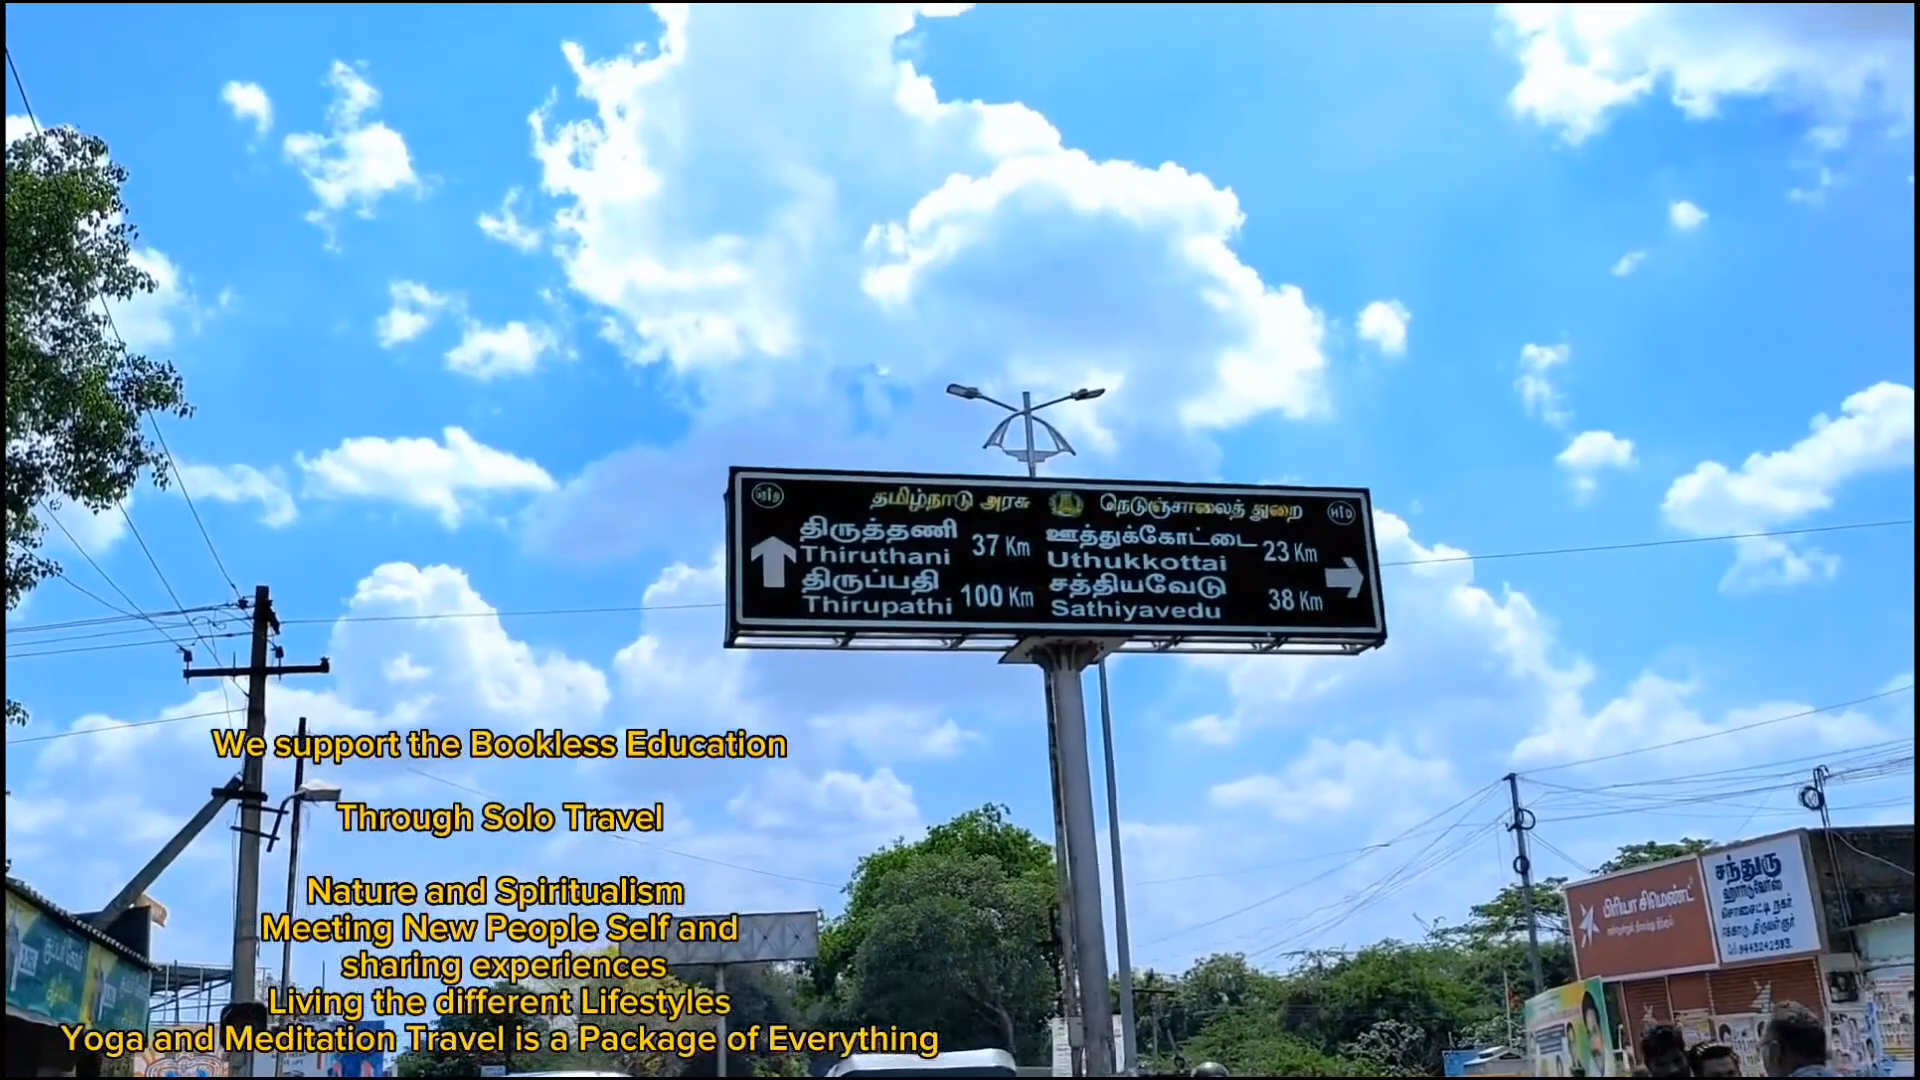 தமிழ்நாடு அரசு நெடுஞ்சாலைத் துறை
திருத்தணி 37 Km
Thiruthani
திருப்பதி 100 Km
Thirupathi
ஊத்துக்கோட்டை 23 Km
Uthukkottai
சத்தியவேடு 38 Km
Sathiyavedu
We support the Bookless Education
Through Solo Travel
Nature and Spiritualism
Meeting New People Self and
sharing experiences
Living the different Lifestyles
Yoga and Meditation Travel is a Package of Everything
பிரியா சிமெண்ட்
சந்துரு
ஹார்டுவேர்ஸ்